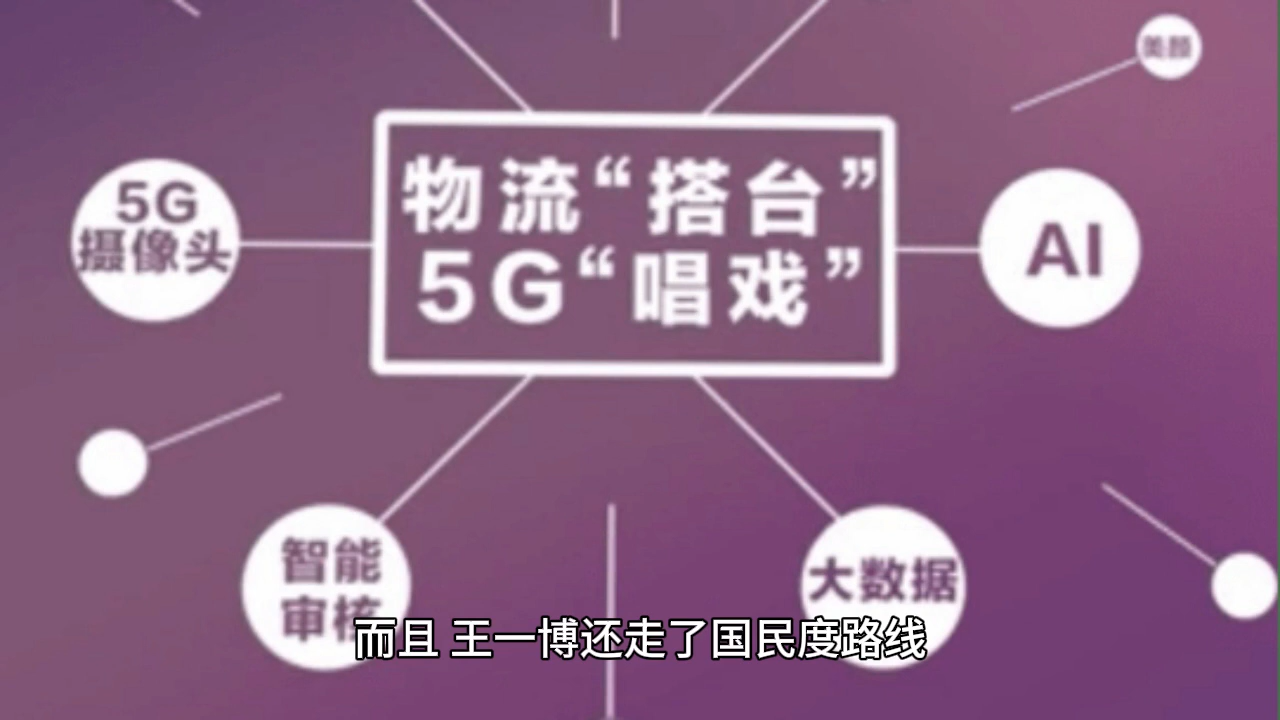 美颜
物流“搭台”
5G“唱戏”
5G
摄像头
AI
智能
审核
大数据
而且 王一博还走了国民度路线